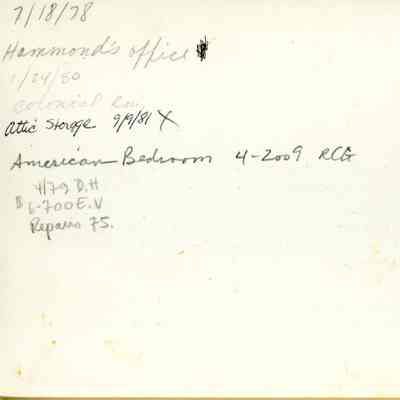 7/18/78
Hammond's office
1/24/80
Colonial Rm.
Attic Storage 9/9/81 X
American Bedroom 4-2009 RCG
4/79 D.H
$6-700 E.V
Repairs 75.